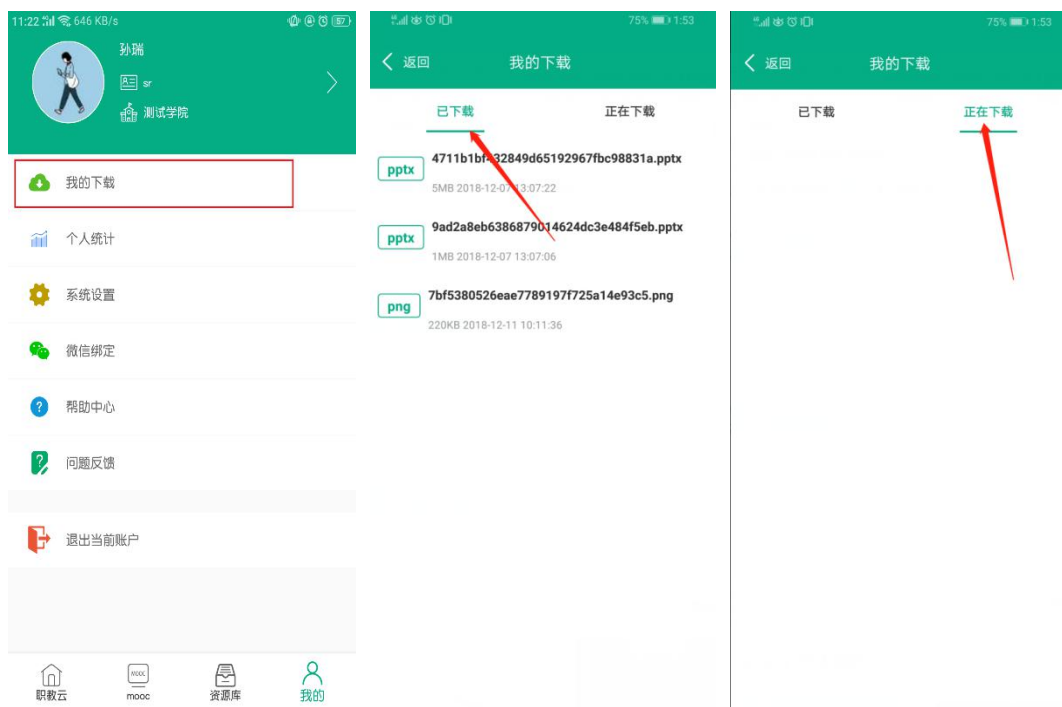 11:22 646 KB/s 57
孙瑞
sr
测试学院
我的下载
个人统计
系统设置
微信绑定
帮助中心
问题反馈
退出当前账户
职教云 mooc 资源库 我的
75% 1:53
返回 我的下载
已下载 正在下载
pptx 4711b1bf432849d65192967fbc98831a.pptx
5MB 2018-12-07 13:07:22
pptx 9ad2a8eb6386879014624dc3e484f5eb.pptx
1MB 2018-12-07 13:07:06
png 7bf5380526eae7789197f725a14e93c5.png
220KB 2018-12-11 10:11:36
75% 1:53
返回 我的下载
已下载 正在下载